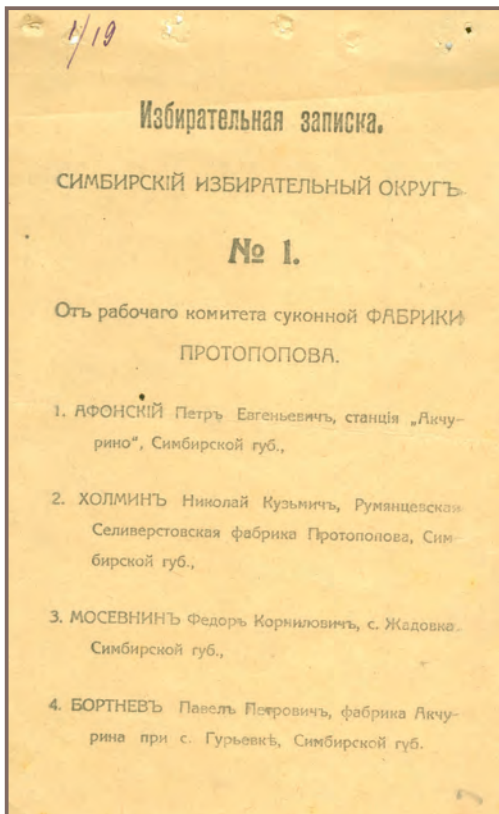 1/19
Избирательная записка.
СИМБИРСКІЙ ИЗБИРАТЕЛЬНЫЙ ОКРУГЪ
№ 1.
Отъ рабочаго комитета суконной ФАБРИКИ
ПРОТОПОПОВА.
1. АФОНСКІЙ Петръ Евгеньевичъ, станція „Акчу-
рино", Симбирской губ.,
2. ХОЛМИНЪ Николай Кузьмичъ, Румянцевская
Селиверстовская фабрика Протопопова, Сим-
бирской губ.,
3. МОСЕВНИНЪ Федоръ Корниловичъ, с. Жадовка
Симбирской губ.,
4. БОРТНЕВЪ Павелъ Петровичъ, фабрика Акчу-
рина при с. Гурьевкѣ, Симбирской губ.